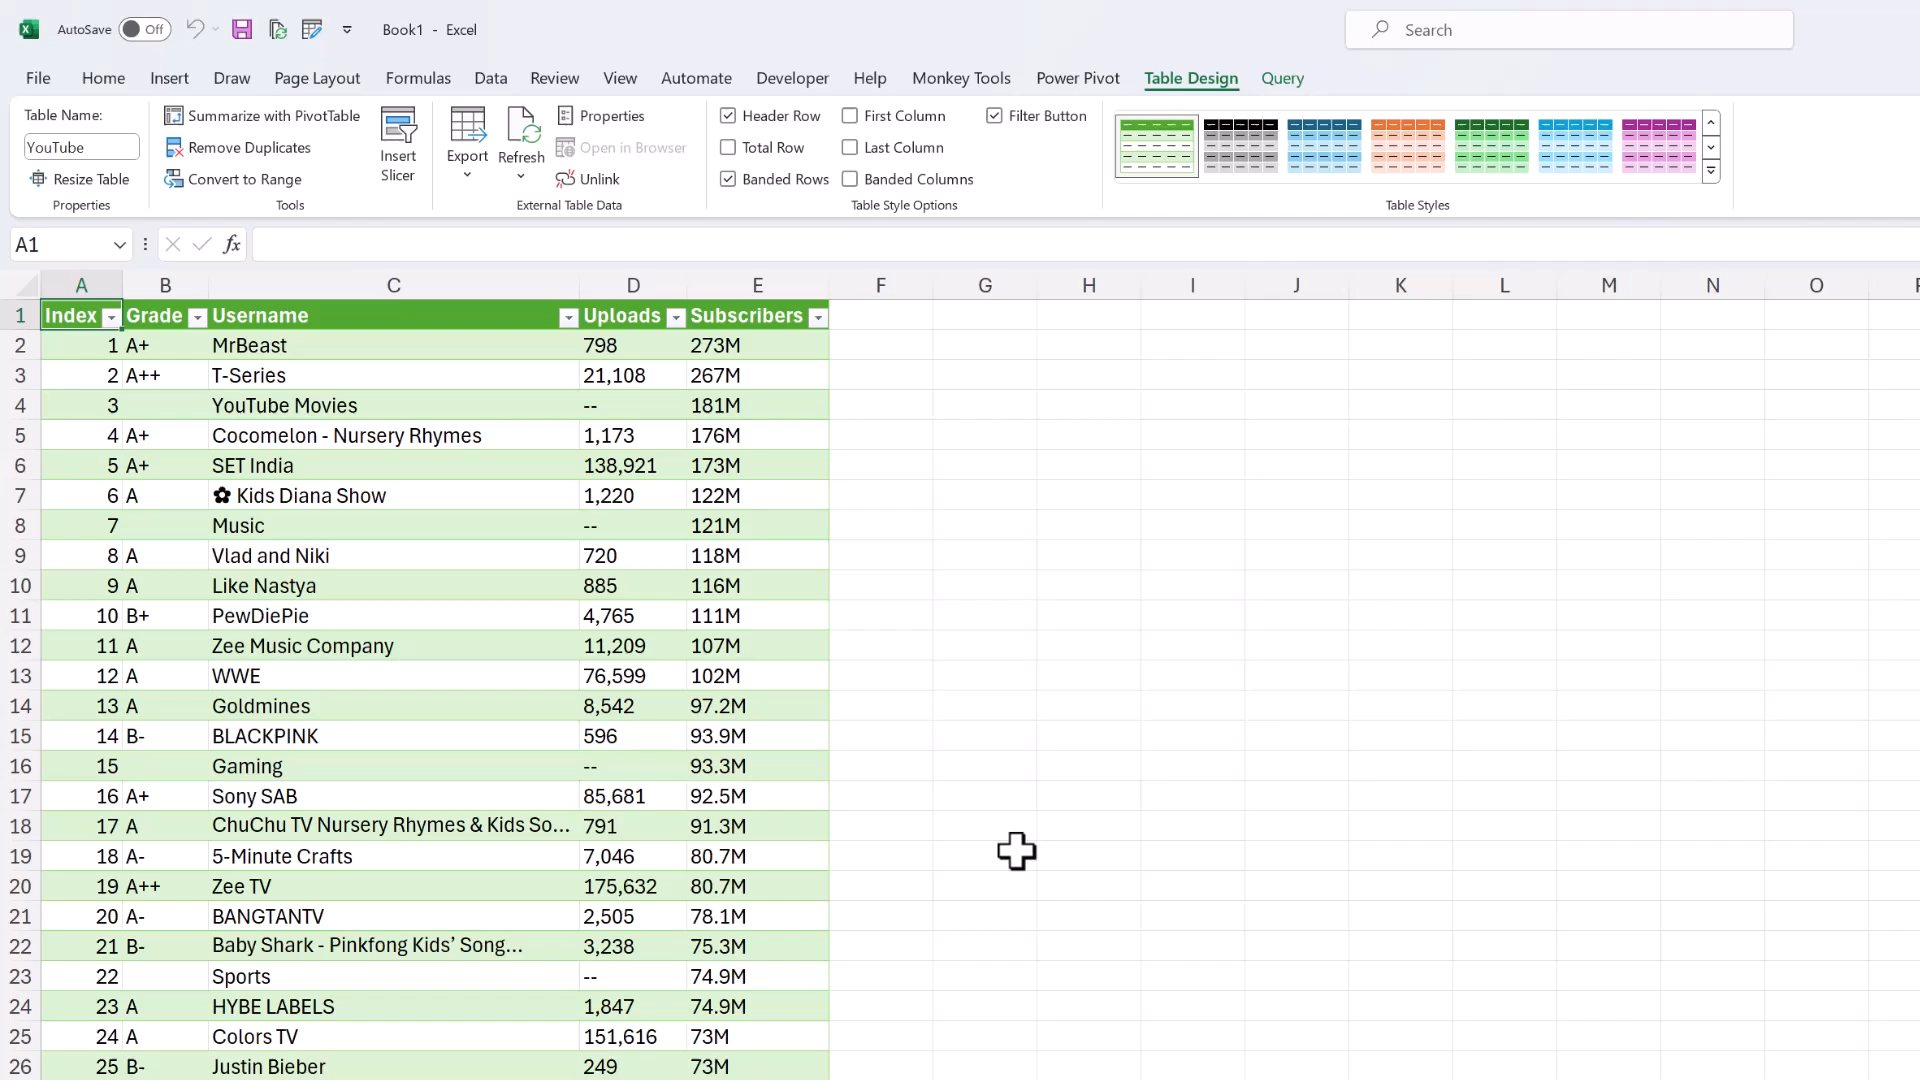 AutoSave Off Book1 - Excel Search
File Home Insert Draw Page Layout Formulas Data Review View Automate Developer Help Monkey Tools Power Pivot Table Design Query
Table Name:
YouTube
Resize Table
Properties
Summarize with PivotTable
Remove Duplicates
Convert to Range
Tools
Insert
Slicer
Export
Refresh
Properties
Open in Browser
Unlink
External Table Data
Header Row
Total Row
Banded Rows
First Column
Last Column
Banded Columns
Filter Button
Table Style Options
Table Styles
A1 fx
A B C D E F G H I J K L M N O
1 Index Grade Username Uploads Subscribers
2 1 A+ MrBeast 798 273M
3 2 A++ T-Series 21,108 267M
4 3 YouTube Movies -- 181M
5 4 A+ Cocomelon - Nursery Rhymes 1,173 176M
6 5 A+ SET India 138,921 173M
7 6 A ✿ Kids Diana Show 1,220 122M
8 7 Music -- 121M
9 8 A Vlad and Niki 720 118M
10 9 A Like Nastya 885 116M
11 10 B+ PewDiePie 4,765 111M
12 11 A Zee Music Company 11,209 107M
13 12 A WWE 76,599 102M
14 13 A Goldmines 8,542 97.2M
15 14 B- BLACKPINK 596 93.9M
16 15 Gaming -- 93.3M
17 16 A+ Sony SAB 85,681 92.5M
18 17 A ChuChu TV Nursery Rhymes & Kids So... 791 91.3M
19 18 A- 5-Minute Crafts 7,046 80.7M
20 19 A++ Zee TV 175,632 80.7M
21 20 A- BANGTANTV 2,505 78.1M
22 21 B- Baby Shark - Pinkfong Kids’ Song... 3,238 75.3M
23 22 Sports -- 74.9M
24 23 A HYBE LABELS 1,847 74.9M
25 24 A Colors TV 151,616 73M
26 25 B- Justin Bieber 249 73M